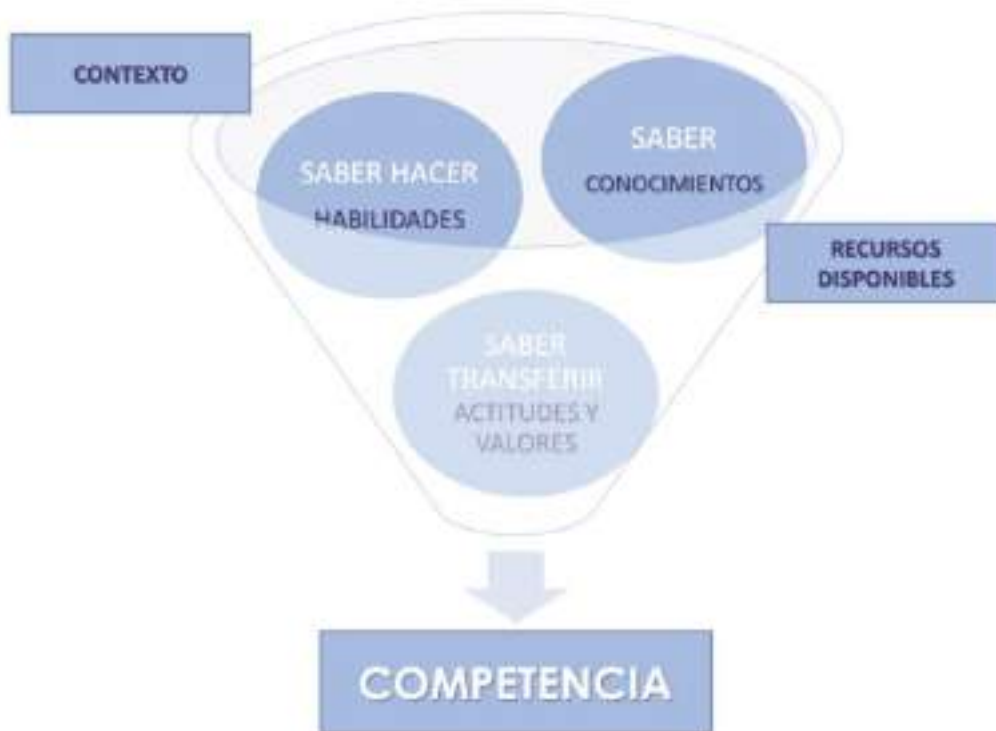 CONTEXTO
SABER HACER
HABILIDADES
SABER
CONOCIMIENTOS
RECURSOS
DISPONIBLES
SABER
TRANSFERIR
ACTITUDES Y
VALORES
COMPETENCIA